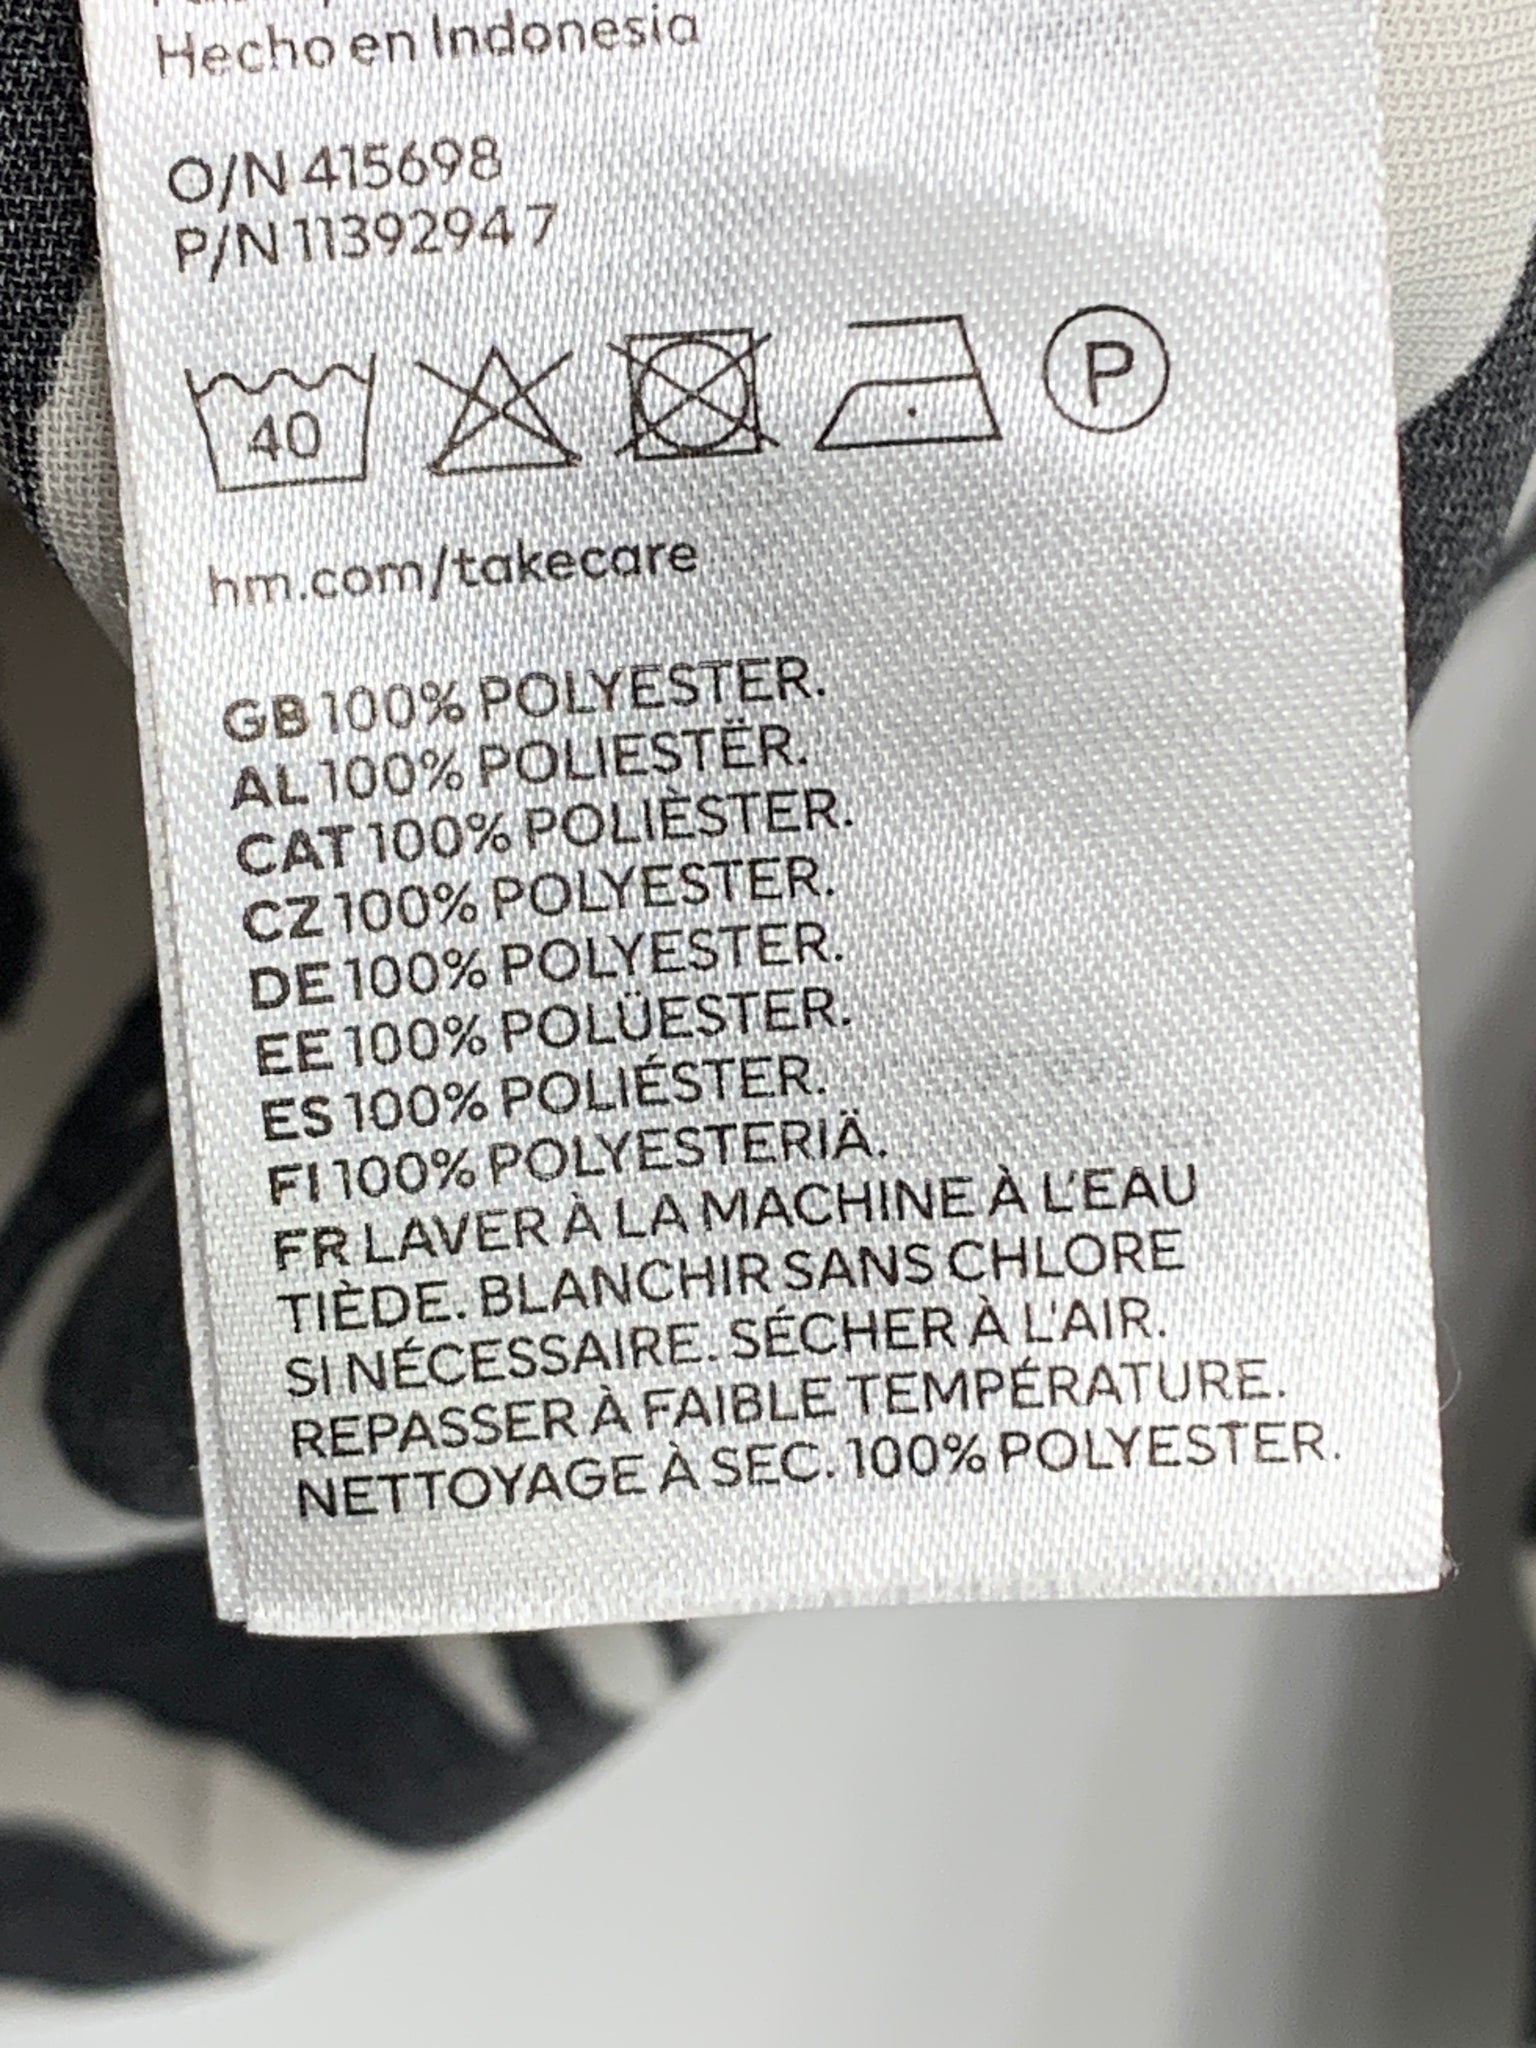 Hecho en Indonesia
O/N 415698
P/N 11392947
40
P
hm.com/takecare
GB 100% POLYESTER.
AL 100% POLIESTËR.
CAT 100% POLIÈSTER.
CZ 100% POLYESTER.
DE 100% POLYESTER.
EE 100% POLÜESTER.
ES 100% POLIÉSTER.
FI 100% POLYESTERIÄ.
FR LAVER À LA MACHINE À L'EAU
TIÈDE. BLANCHIR SANS CHLORE
SI NÉCESSAIRE. SÉCHER À L'AIR.
REPASSER À FAIBLE TEMPÉRATURE.
NETTOYAGE À SEC. 100% POLYESTER.